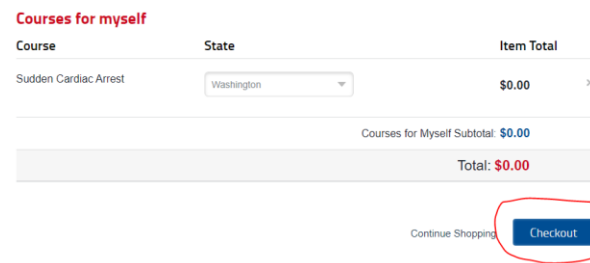 Courses for myself
Course State Item Total
Sudden Cardiac Arrest Washington $0.00
Courses for Myself Subtotal: $0.00
Total: $0.00
Continue Shopping Checkout